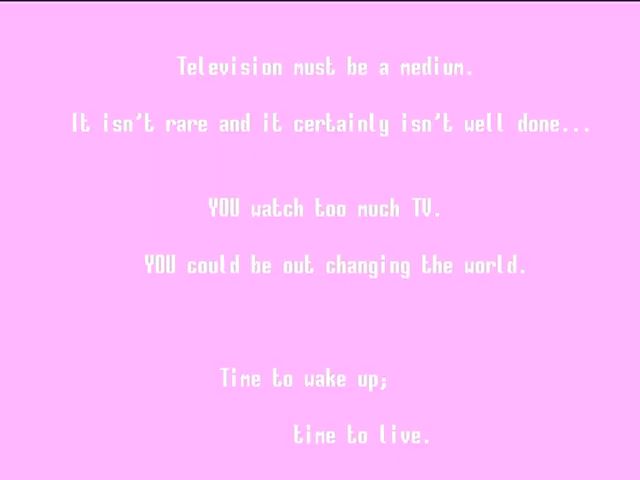 Television must be a medium.
It isn't rare and it certainly isn't well done...
YOU watch too much TV.
YOU could be out changing the world.
Time to wake up;
time to live.